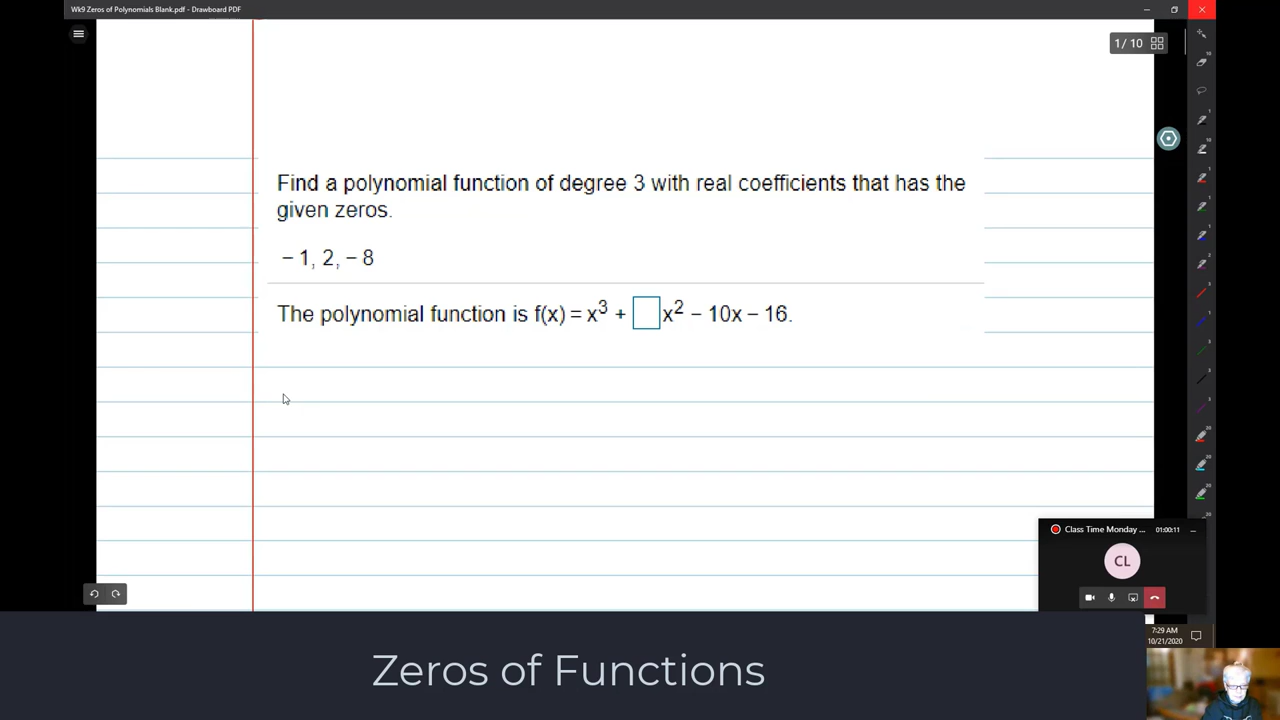 Wk9 Zeros of Polynomials Blank.pdf - Drawboard PDF
1 / 10
Find a polynomial function of degree 3 with real coefficients that has the
given zeros.
− 1, 2, − 8
The polynomial function is f(x) = x³ + x² − 10x − 16.
Class Time Monday ...
01:00:11
CL
7:29 AM
10/21/2020
Zeros of Functions